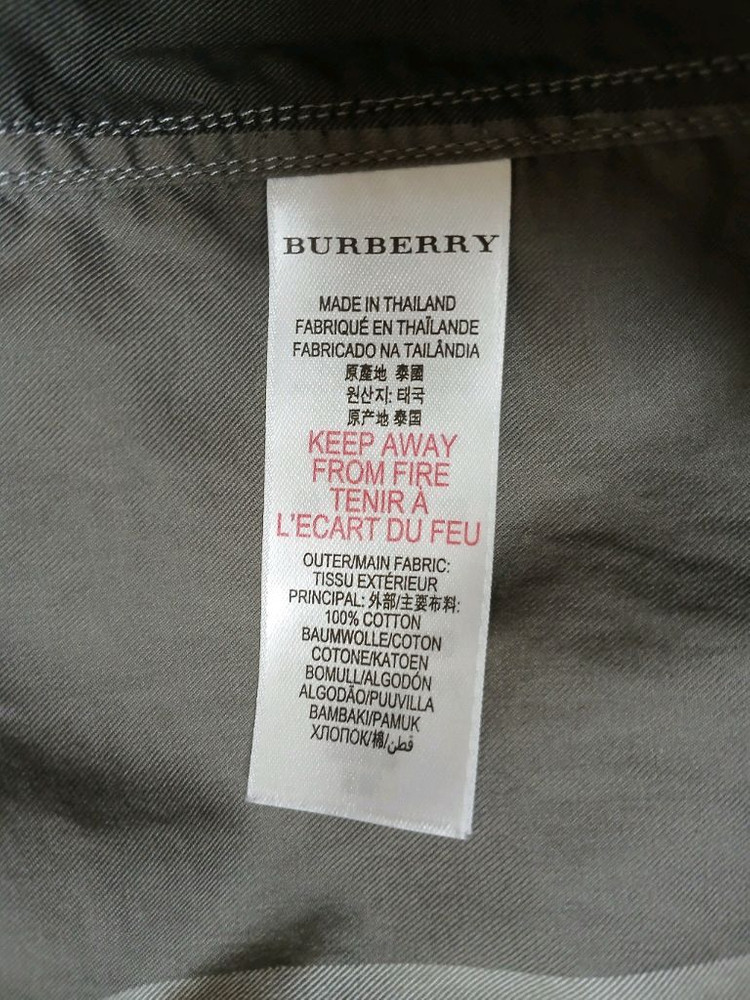 BURBERRY
MADE IN THAILAND
FABRIQUÉ EN THAÏLANDE
FABRICADO NA TAILÂNDIA
原產地 泰國
원산지: 태국
原产地 泰国
KEEP AWAY
FROM FIRE
TENIR À
L'ECART DU FEU
OUTER/MAIN FABRIC:
TISSU EXTÉRIEUR
PRINCIPAL: 外部/主要布料:
100% COTTON
BAUMWOLLE/COTON
COTONE/KATOEN
BOMULL/ALGODÓN
ALGODÃO/PUUVILLA
BAMBAKI/PAMUK
ХЛОПОК/棉/قطن